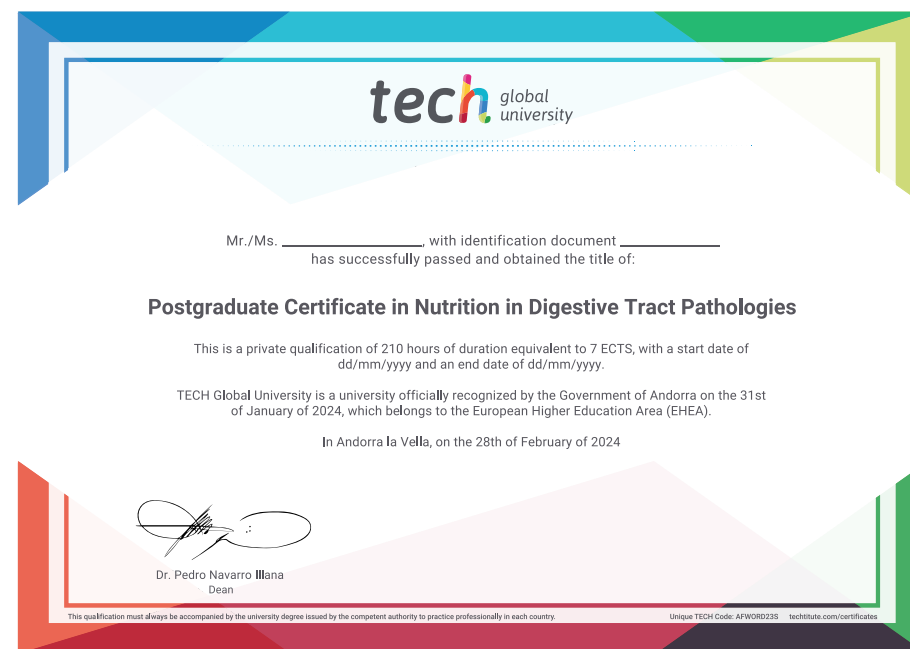 tech global
university
Mr./Ms. ____________________, with identification document ______________
has successfully passed and obtained the title of:
Postgraduate Certificate in Nutrition in Digestive Tract Pathologies
This is a private qualification of 210 hours of duration equivalent to 7 ECTS, with a start date of
dd/mm/yyyy and an end date of dd/mm/yyyy.
TECH Global University is a university officially recognized by the Government of Andorra on the 31st
of January of 2024, which belongs to the European Higher Education Area (EHEA).
In Andorra la Vella, on the 28th of February of 2024
Dr. Pedro Navarro Illana
Dean
This qualification must always be accompanied by the university degree issued by the competent authority to practice professionally in each country.
Unique TECH Code: AFWORD23S techtitute.com/certificates